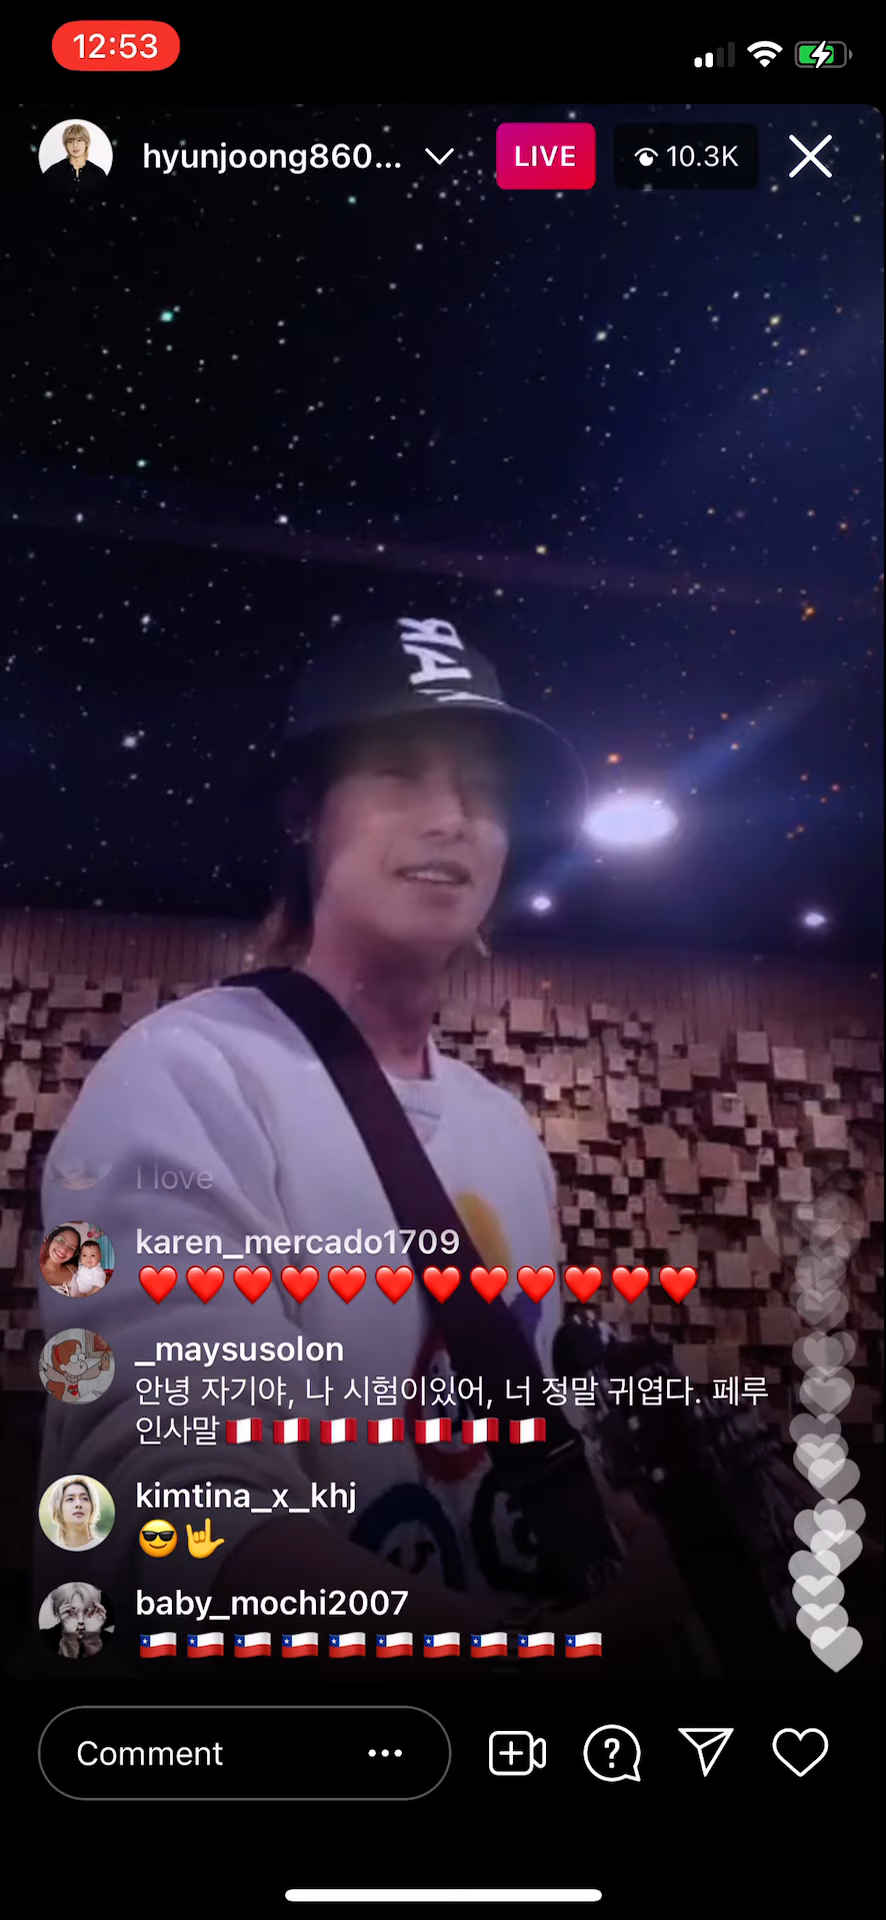 12:53
hyunjoong860...
LIVE
10.3K
I love
karen_mercado1709
❤️❤️❤️❤️❤️❤️❤️❤️❤️❤️❤️❤️
_maysusolon
안녕 자기야, 나 시험이있어, 너 정말 귀엽다. 페루
인사말🇵🇪🇵🇪🇵🇪🇵🇪🇵🇪🇵🇪🇵🇪
kimtina_x_khj
😎🤟
baby_mochi2007
🇨🇱🇨🇱🇨🇱🇨🇱🇨🇱🇨🇱🇨🇱🇨🇱🇨🇱🇨🇱
Comment